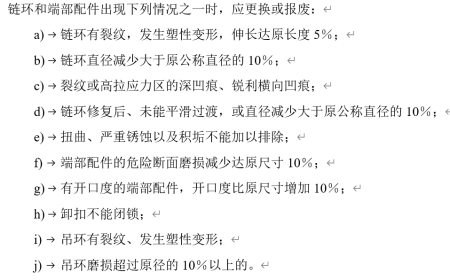 链环和端部配件出现下列情况之一时，应更换或报废：
a) 链环有裂纹，发生塑性变形，伸长达原长度 5%；
b) 链环直径减少大于原公称直径的 10%；
c) 裂纹或高拉应力区的深凹痕、锐利横向凹痕；
d) 链环修复后、未能平滑过渡，或直径减少大于原公称直径的 10%；
e) 扭曲、严重锈蚀以及积垢不能加以排除；
f) 端部配件的危险断面磨损减少达原尺寸 10%；
g) 有开口度的端部配件，开口度比原尺寸增加 10%；
h) 卸扣不能闭锁；
i) 吊环有裂纹、发生塑性变形；
j) 吊环磨损超过原径的 10%以上的。